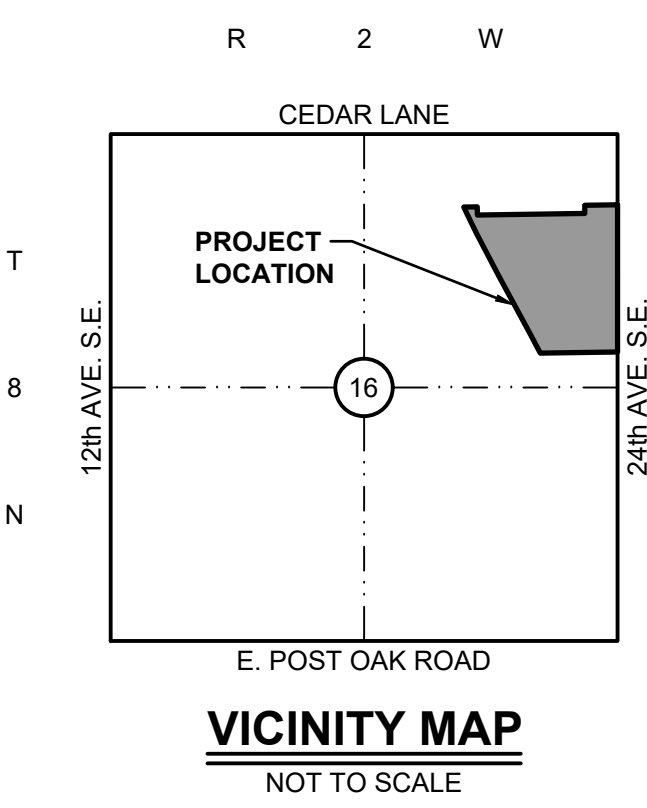 R 2 W
CEDAR LANE
PROJECT
LOCATION
T
8
N
12th AVE. S.E.
16
24th AVE. S.E.
E. POST OAK ROAD
VICINITY MAP
NOT TO SCALE